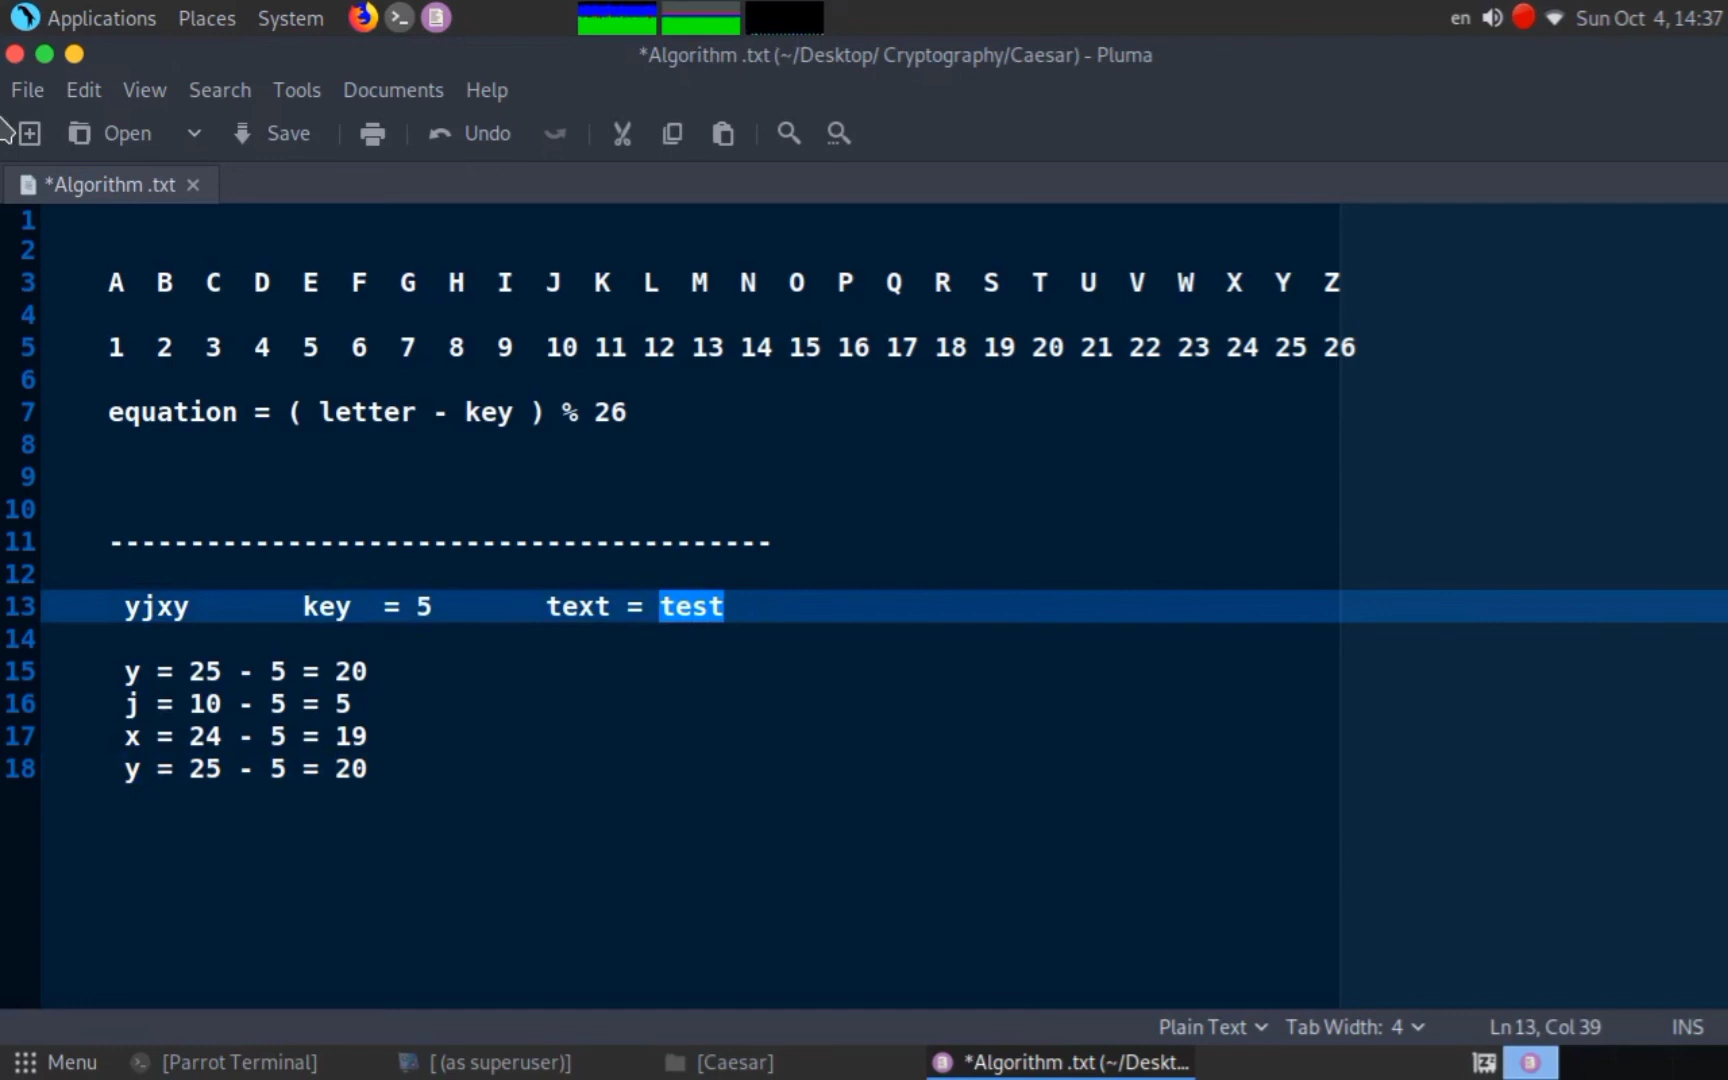 Applications Places System en Sun Oct 4, 14:37
*Algorithm .txt (~/Desktop/ Cryptography/Caesar) - Pluma
File Edit View Search Tools Documents Help
Open Save Undo
*Algorithm .txt
1
2
3 A B C D E F G H I J K L M N O P Q R S T U V W X Y Z
4
5 1 2 3 4 5 6 7 8 9 10 11 12 13 14 15 16 17 18 19 20 21 22 23 24 25 26
6
7 equation = ( letter - key ) % 26
8
9
10
11 -----------------------------------------
12
13 yjxy key = 5 text = test
14
15 y = 25 - 5 = 20
16 j = 10 - 5 = 5
17 x = 24 - 5 = 19
18 y = 25 - 5 = 20
Plain Text Tab Width: 4 Ln 13, Col 39 INS
Menu [Parrot Terminal] [ (as superuser)] [Caesar] *Algorithm .txt (~/Deskt...